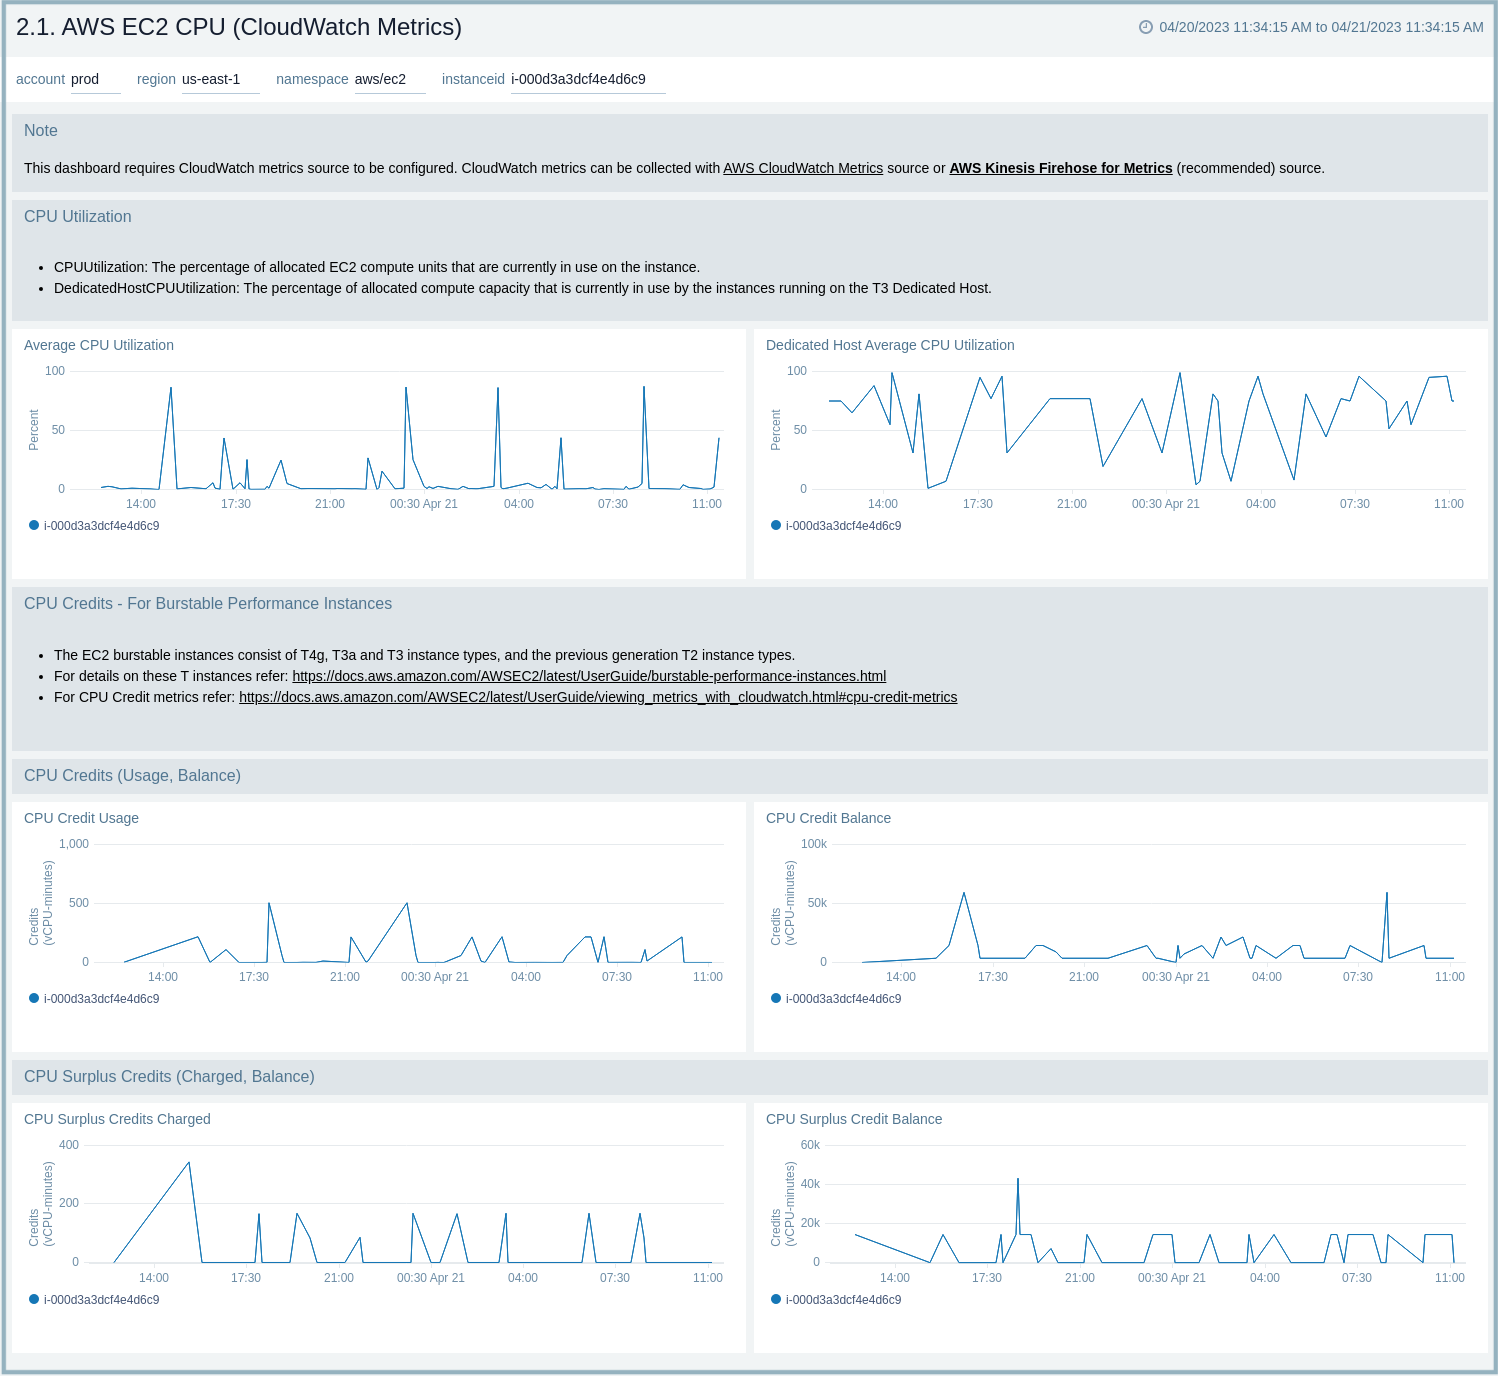 2.1. AWS EC2 CPU (CloudWatch Metrics)
04/20/2023 11:34:15 AM to 04/21/2023 11:34:15 AM
account prod region us-east-1 namespace aws/ec2 instanceid i-000d3a3dcf4e4d6c9
Note
This dashboard requires CloudWatch metrics source to be configured. CloudWatch metrics can be collected with AWS CloudWatch Metrics source or AWS Kinesis Firehose for Metrics (recommended) source.
CPU Utilization
• CPUUtilization: The percentage of allocated EC2 compute units that are currently in use on the instance.
• DedicatedHostCPUUtilization: The percentage of allocated compute capacity that is currently in use by the instances running on the T3 Dedicated Host.
Average CPU Utilization
Percent
100
50
0
14:00 17:30 21:00 00:30 Apr 21 04:00 07:30 11:00
i-000d3a3dcf4e4d6c9
Dedicated Host Average CPU Utilization
Percent
100
50
0
14:00 17:30 21:00 00:30 Apr 21 04:00 07:30 11:00
i-000d3a3dcf4e4d6c9
CPU Credits - For Burstable Performance Instances
• The EC2 burstable instances consist of T4g, T3a and T3 instance types, and the previous generation T2 instance types.
• For details on these T instances refer: https://docs.aws.amazon.com/AWSEC2/latest/UserGuide/burstable-performance-instances.html
• For CPU Credit metrics refer: https://docs.aws.amazon.com/AWSEC2/latest/UserGuide/viewing_metrics_with_cloudwatch.html#cpu-credit-metrics
CPU Credits (Usage, Balance)
CPU Credit Usage
Credits
(vCPU-minutes)
1,000
500
0
14:00 17:30 21:00 00:30 Apr 21 04:00 07:30 11:00
i-000d3a3dcf4e4d6c9
CPU Credit Balance
Credits
(vCPU-minutes)
100k
50k
0
14:00 17:30 21:00 00:30 Apr 21 04:00 07:30 11:00
i-000d3a3dcf4e4d6c9
CPU Surplus Credits (Charged, Balance)
CPU Surplus Credits Charged
Credits
(vCPU-minutes)
400
200
0
14:00 17:30 21:00 00:30 Apr 21 04:00 07:30 11:00
i-000d3a3dcf4e4d6c9
CPU Surplus Credit Balance
Credits
(vCPU-minutes)
60k
40k
20k
0
14:00 17:30 21:00 00:30 Apr 21 04:00 07:30 11:00
i-000d3a3dcf4e4d6c9